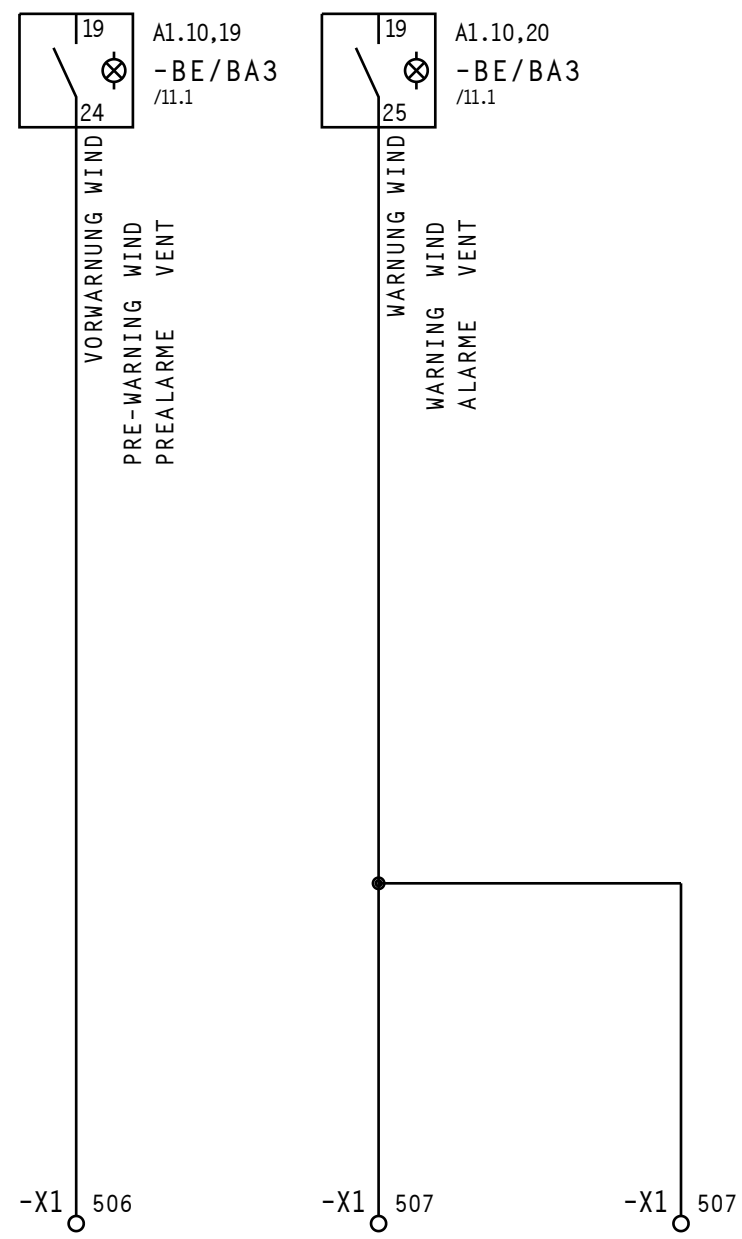 19
A1.10,19
-BE/BA3
/11.1
24
VORWARNUNG WIND
PRE-WARNING WIND
PREALARME VENT
19
A1.10,20
-BE/BA3
/11.1
25
WARNUNG WIND
WARNING WIND
ALARME VENT
-X1 506
-X1 507
-X1 507